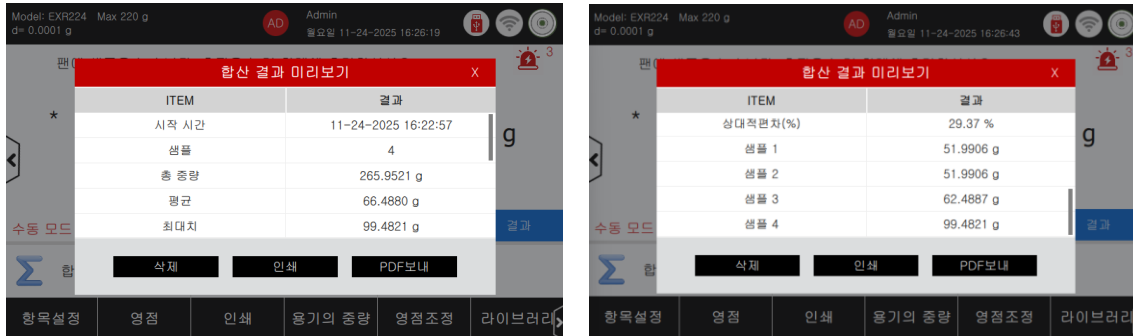 Model: EXR224 Max 220 g
d= 0.0001 g
AD
Admin
월요일 11-24-2025 16:26:19
3
합산 결과 미리보기
X
ITEM 결과
시작 시간 11-24-2025 16:22:57
샘플 4
총 중량 265.9521 g
평균 66.4880 g
최대치 99.4821 g
*
g
수동 모드
결과
Σ 합
삭제 인쇄 PDF보내
항목설정 영점 인쇄 용기의 중량 영점조정 라이브러리
Model: EXR224 Max 220 g
d= 0.0001 g
AD
Admin
월요일 11-24-2025 16:26:43
3
합산 결과 미리보기
X
ITEM 결과
상대적편차(%) 29.37 %
샘플 1 51.9906 g
샘플 2 51.9906 g
샘플 3 62.4887 g
샘플 4 99.4821 g
*
g
수동 모드
결과
Σ 합
삭제 인쇄 PDF보내
항목설정 영점 인쇄 용기의 중량 영점조정 라이브러리